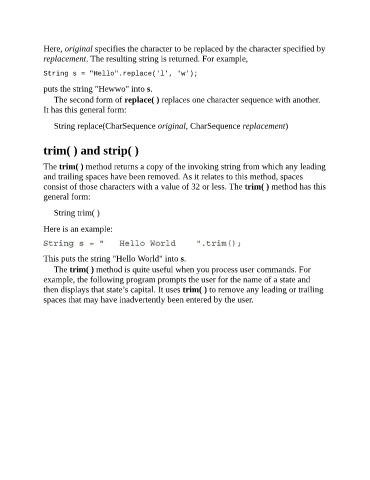 Here, original specifies the character to be replaced by the character specified by
replacement. The resulting string is returned. For example,
String s = "Hello".replace('l', 'w');
puts the string "Hewwo" into s.
The second form of replace( ) replaces one character sequence with another.
It has this general form:
String replace(CharSequence original, CharSequence replacement)
trim( ) and strip( )
The trim( ) method returns a copy of the invoking string from which any leading
and trailing spaces have been removed. As it relates to this method, spaces
consist of those characters with a value of 32 or less. The trim( ) method has this
general form:
String trim( )
Here is an example:
String s = "   Hello World    ".trim();
This puts the string "Hello World" into s.
The trim( ) method is quite useful when you process user commands. For
example, the following program prompts the user for the name of a state and
then displays that state’s capital. It uses trim( ) to remove any leading or trailing
spaces that may have inadvertently been entered by the user.